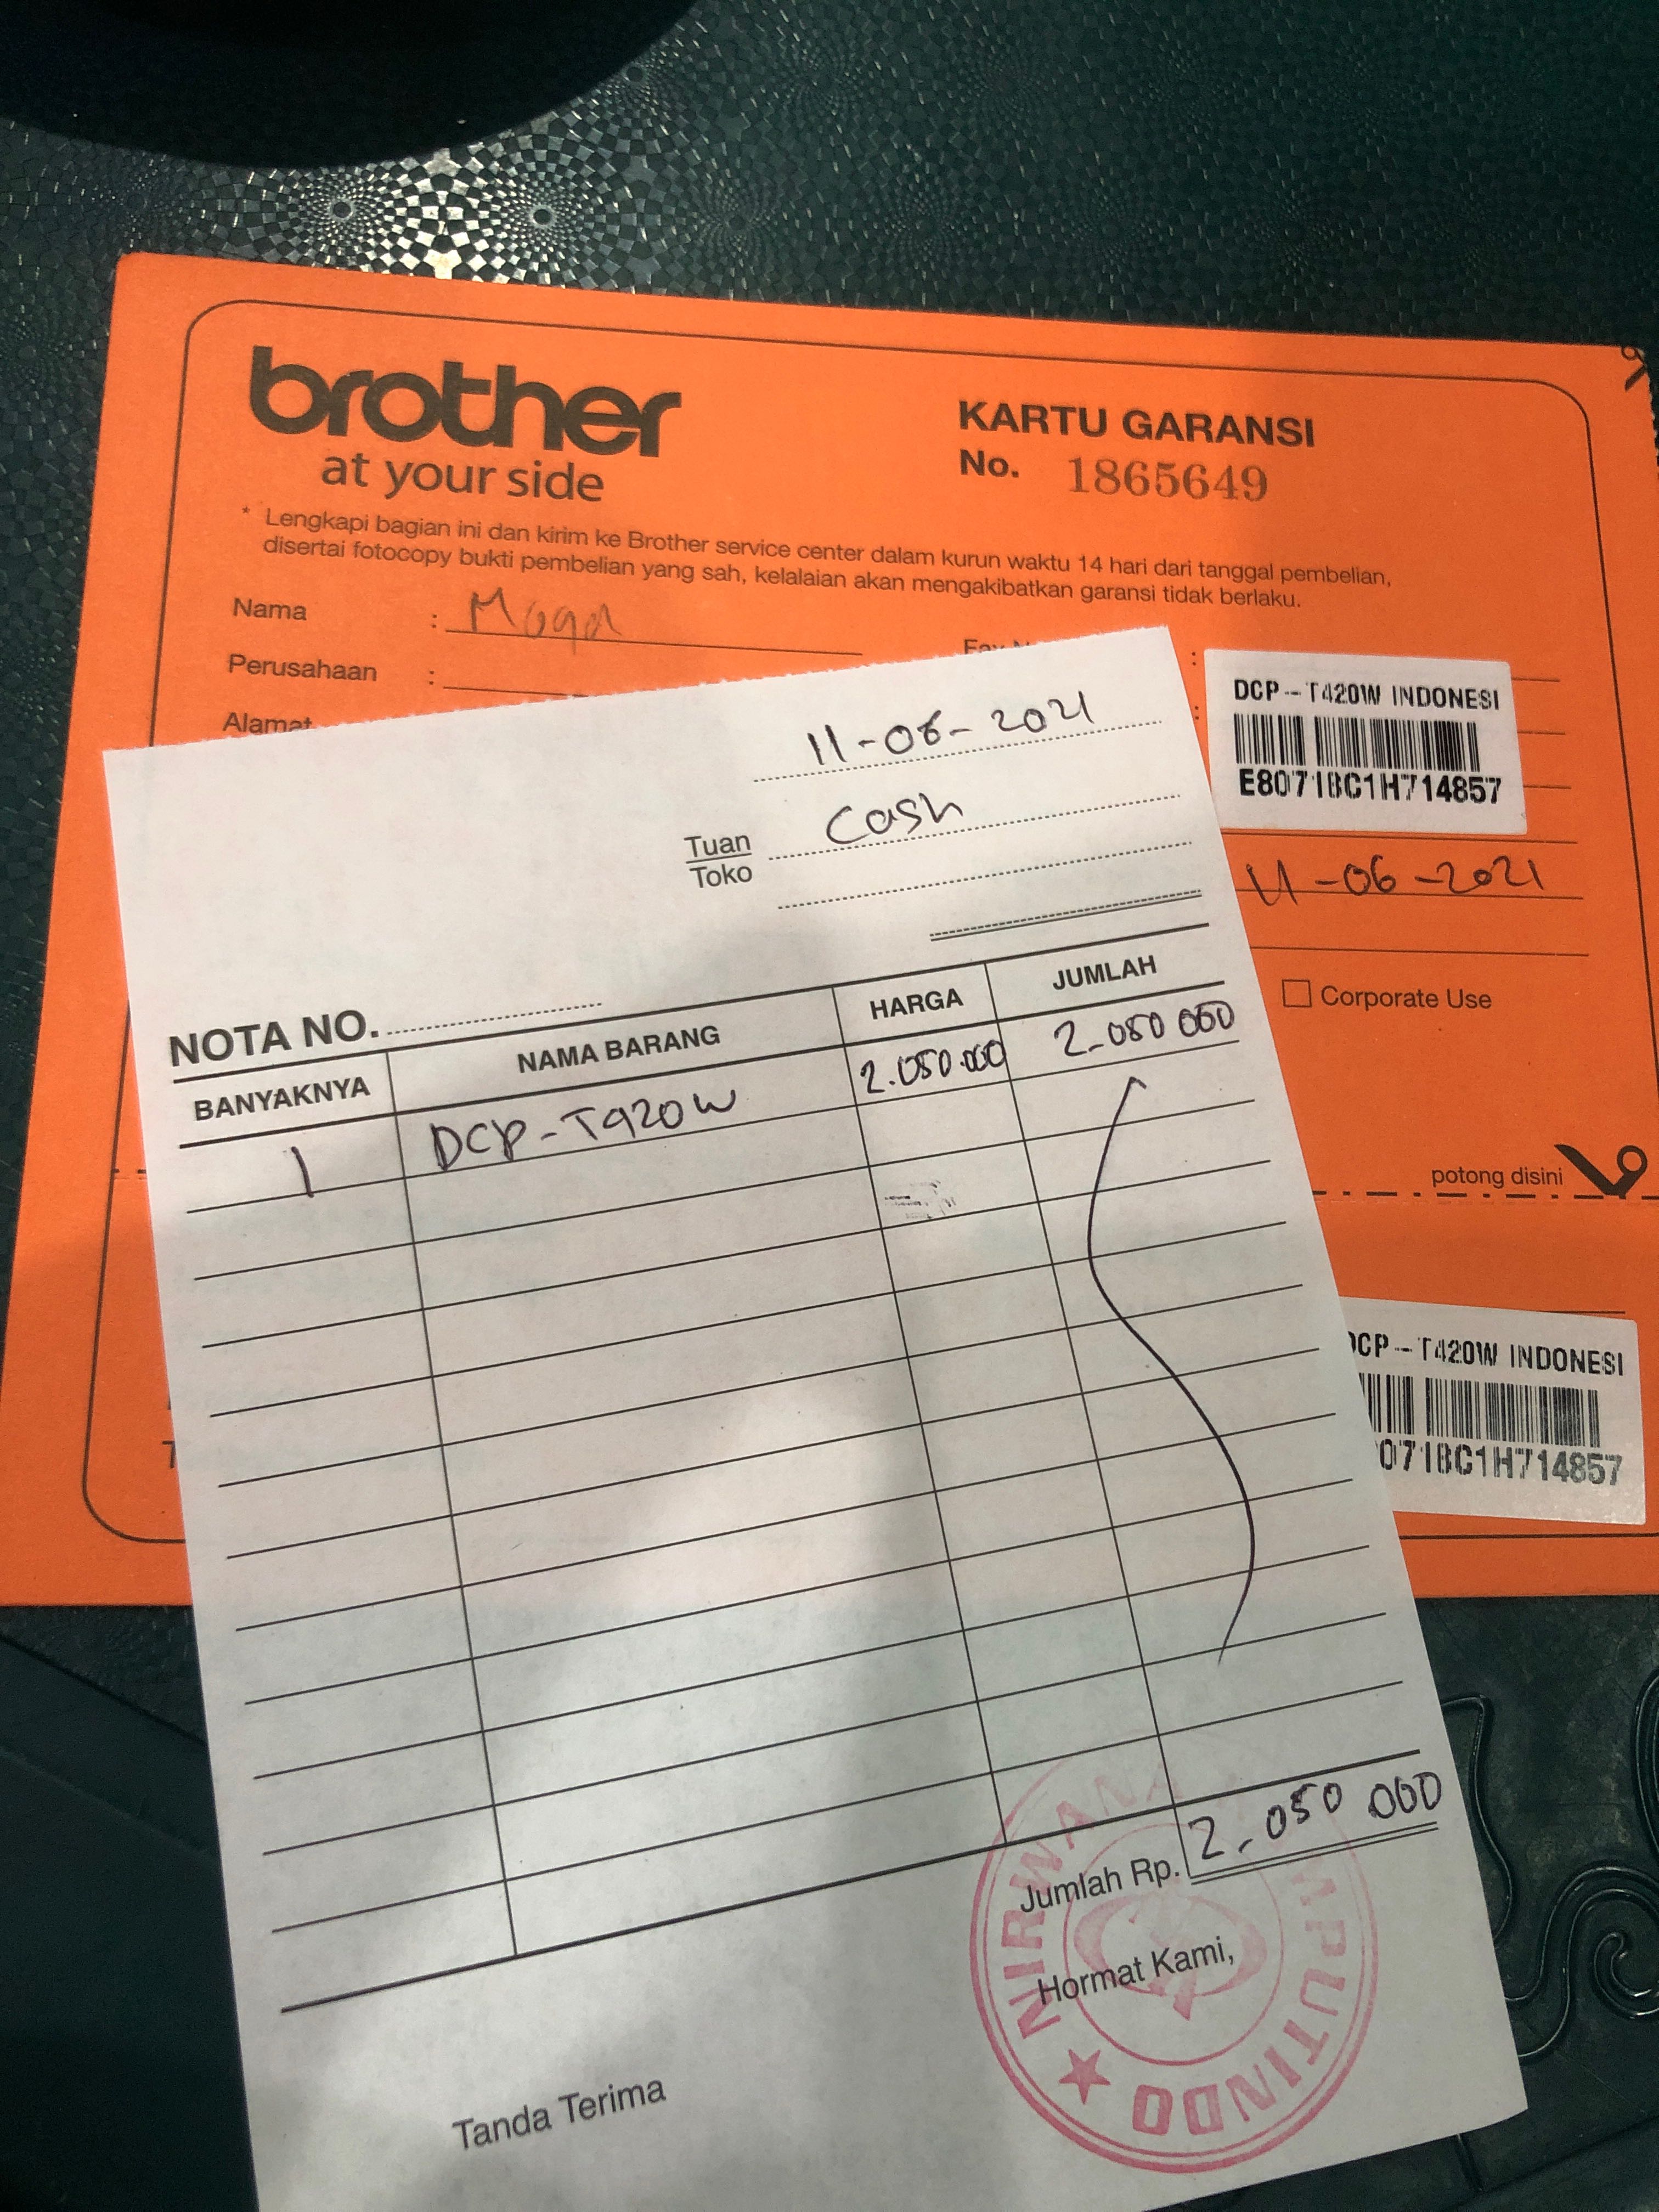 brother
at your side
KARTU GARANSI
No. 1865649
* Lengkapi bagian ini dan kirim ke Brother service center dalam kurun waktu 14 hari dari tanggal pembelian,
disertai fotocopy bukti pembelian yang sah, kelalaian akan mengakibatkan garansi tidak berlaku.
Nama :
Perusahaan :
Alamat
:
:
DCP-T420W INDONESI
E80718C1H714857
11-06-2021
Corporate Use
potong disini
DCP-T420W INDONESI
0718C1H714857
11-06-2021
Tuan
Toko
Cash
NOTA NO.
BANYAKNYA NAMA BARANG HARGA JUMLAH
1 DCP-T420W 2.050.000 2.050 000
Jumlah Rp. 2.050 000
Hormat Kami,
Tanda Terima
NIRWANA
PUTINDO